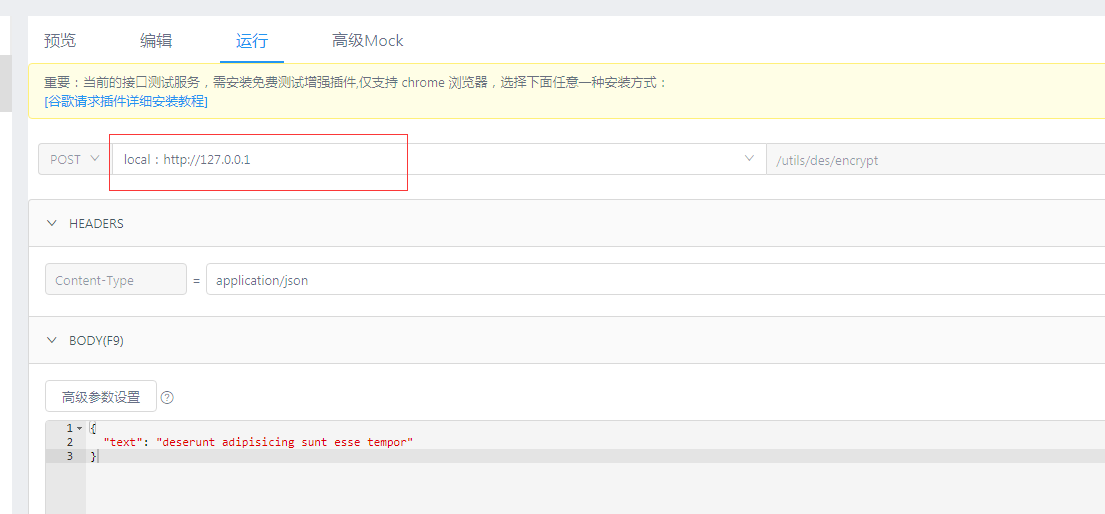 预览 编辑 运行 高级Mock
重要：当前的接口测试服务，需安装免费测试增强插件,仅支持 chrome 浏览器，选择下面任意一种安装方式：
[谷歌请求插件详细安装教程]
POST local：http://127.0.0.1 /utils/des/encrypt
HEADERS
Content-Type = application/json
BODY(F9)
高级参数设置 ?
1 {
2 "text": "deserunt adipisicing sunt esse tempor"
3 }